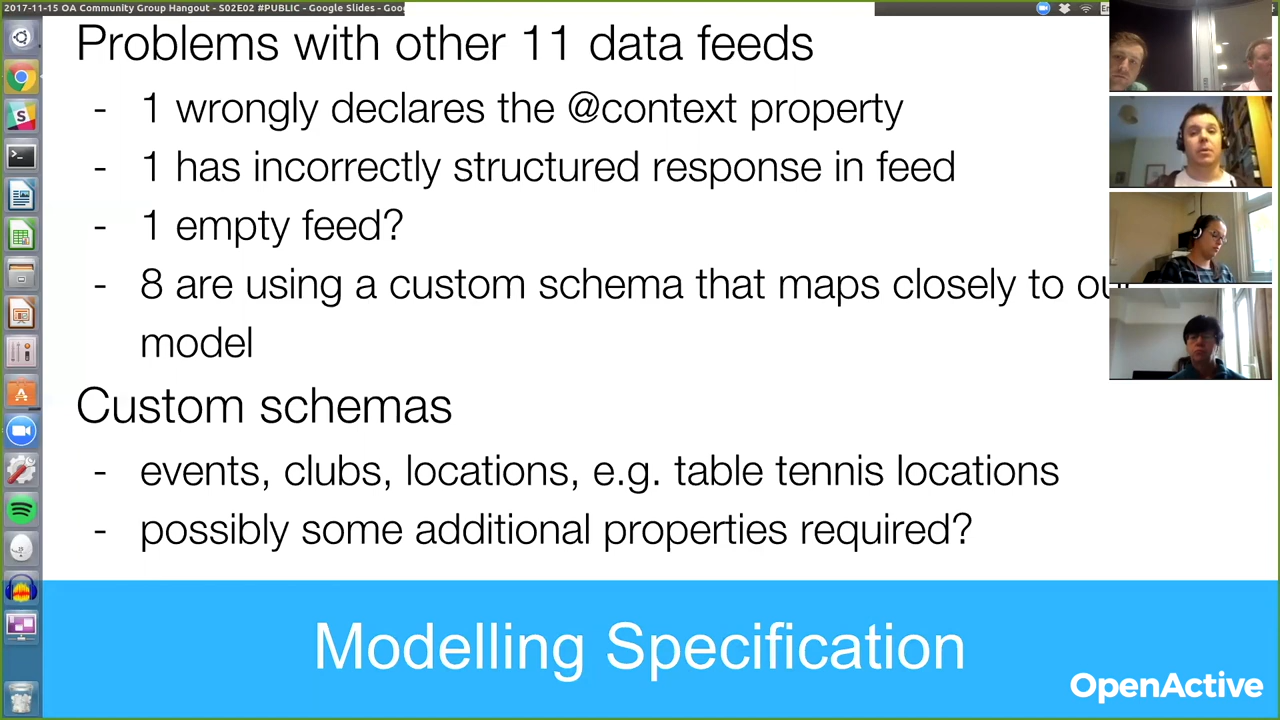 2017-11-15 OA Community Group Hangout - S02E02 #PUBLIC - Google Slides - Goo
En
Problems with other 11 data feeds
- 1 wrongly declares the @context property
- 1 has incorrectly structured response in feed
- 1 empty feed?
- 8 are using a custom schema that maps closely to our
model
Custom schemas
- events, clubs, locations, e.g. table tennis locations
- possibly some additional properties required?
Modelling Specification
OpenActive